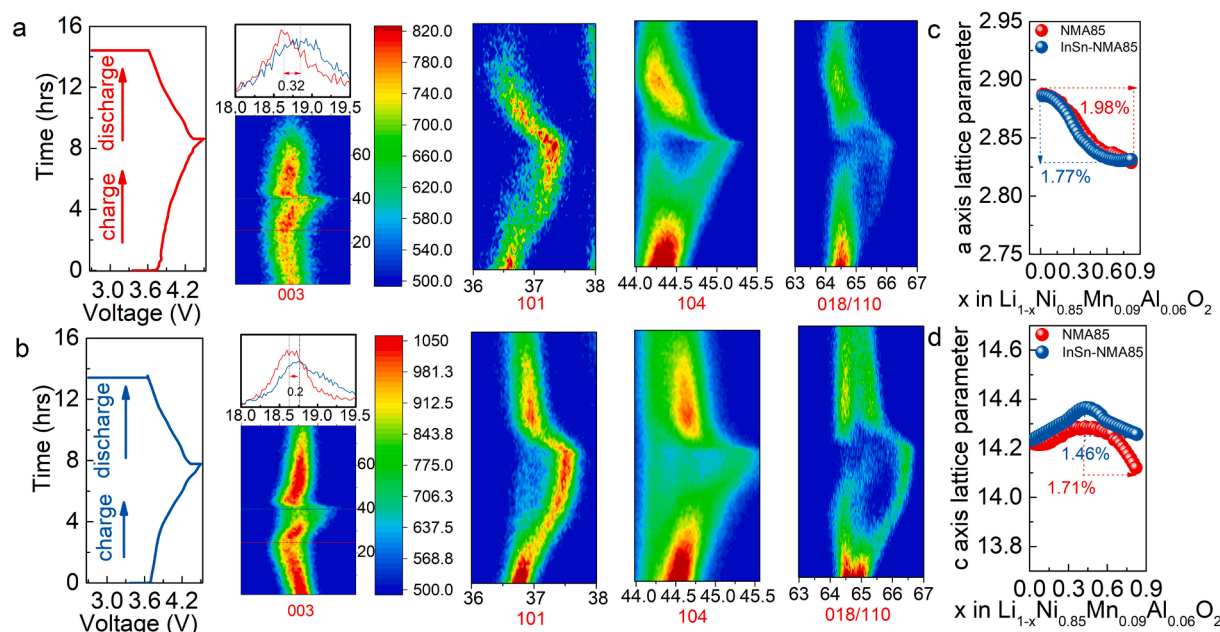 a
16
12
8
4
0
Time (hrs)
charge
discharge
3.0 3.6 4.2
Voltage (V)
0.32
18.0 18.5 19.0 19.5
60
40
20
003
820.0
780.0
740.0
700.0
660.0
620.0
580.0
540.0
500.0
36 37 38
101
44.0 44.5 45.0 45.5
104
63 64 65 66 67
018/110
c
2.95
2.90
2.85
2.80
2.75
a axis lattice parameter
NMA85
InSn-NMA85
1.98%
1.77%
0.0 0.3 0.6 0.9
x in Li₁₋ₓNi₀.₈₅Mn₀.₀₉Al₀.₀₆O₂
b
16
12
8
4
0
Time (hrs)
charge
discharge
3.0 3.6 4.2
Voltage (V)
0.2
18.0 18.5 19.0 19.5
60
40
20
003
1050
981.3
912.5
843.8
775.0
706.3
637.5
568.8
500.0
36 37 38
101
44.0 44.5 45.0 45.5
104
63 64 65 66 67
018/110
d
14.6
14.4
14.2
14.0
13.8
c axis lattice parameter
NMA85
InSn-NMA85
1.46%
1.71%
0.0 0.3 0.6 0.9
x in Li₁₋ₓNi₀.₈₅Mn₀.₀₉Al₀.₀₆O₂